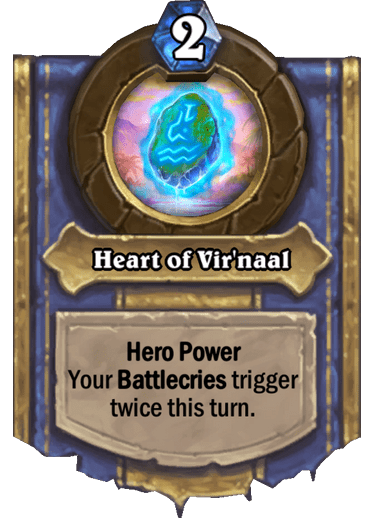 2
Heart of Vir'naal
Hero Power
Your Battlecries trigger
twice this turn.